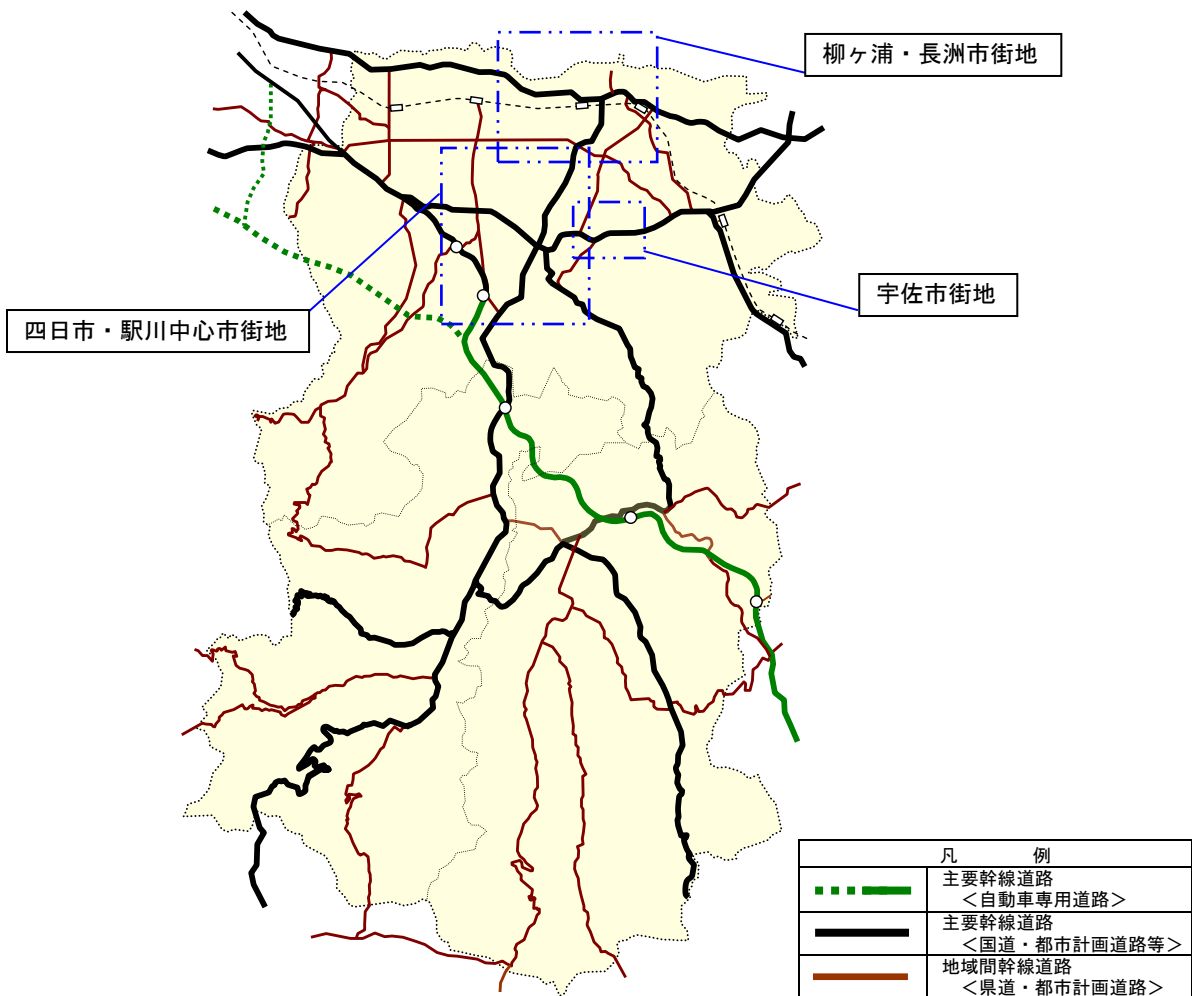 柳ヶ浦・長洲市街地
宇佐市街地
四日市・駅川中心市街地
凡　　例
主要幹線道路
＜自動車専用道路＞
主要幹線道路
＜国道・都市計画道路等＞
地域間幹線道路
＜県道・都市計画道路＞